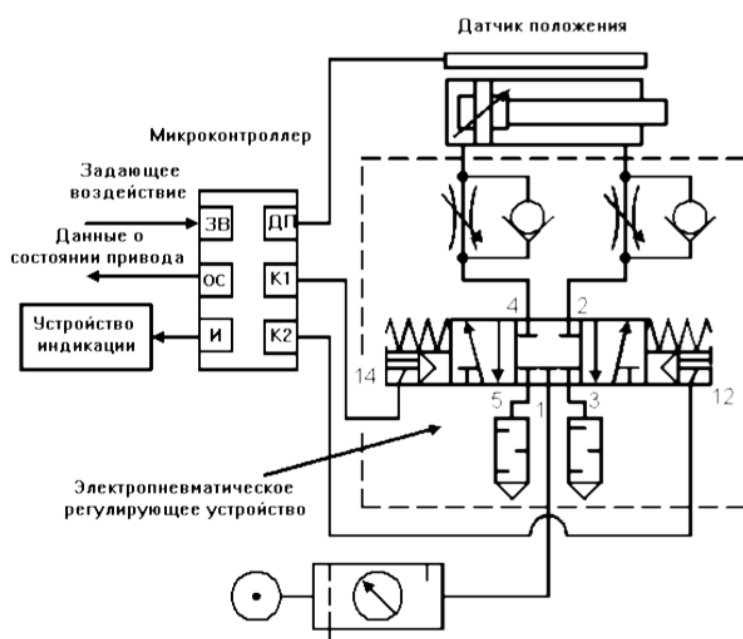 Датчик положения
Микроконтроллер
Задающее
воздействие
ЗВ
ДП
Данные о
состоянии привода
ОС
К1
Устройство
индикации
И
К2
4
2
14
5
1
3
12
Электропневматическое
регулирующее устройство